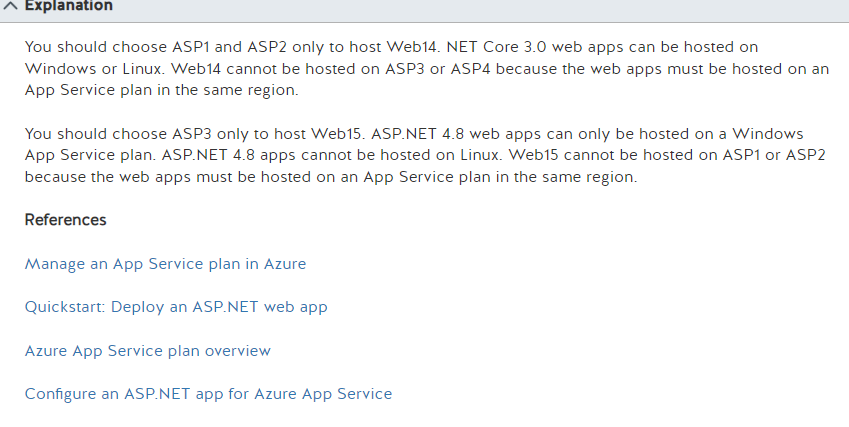 Explanation
You should choose ASP1 and ASP2 only to host Web14. NET Core 3.0 web apps can be hosted on
Windows or Linux. Web14 cannot be hosted on ASP3 or ASP4 because the web apps must be hosted on an
App Service plan in the same region.
You should choose ASP3 only to host Web15. ASP.NET 4.8 web apps can only be hosted on a Windows
App Service plan. ASP.NET 4.8 apps cannot be hosted on Linux. Web15 cannot be hosted on ASP1 or ASP2
because the web apps must be hosted on an App Service plan in the same region.
References
Manage an App Service plan in Azure
Quickstart: Deploy an ASP.NET web app
Azure App Service plan overview
Configure an ASP.NET app for Azure App Service